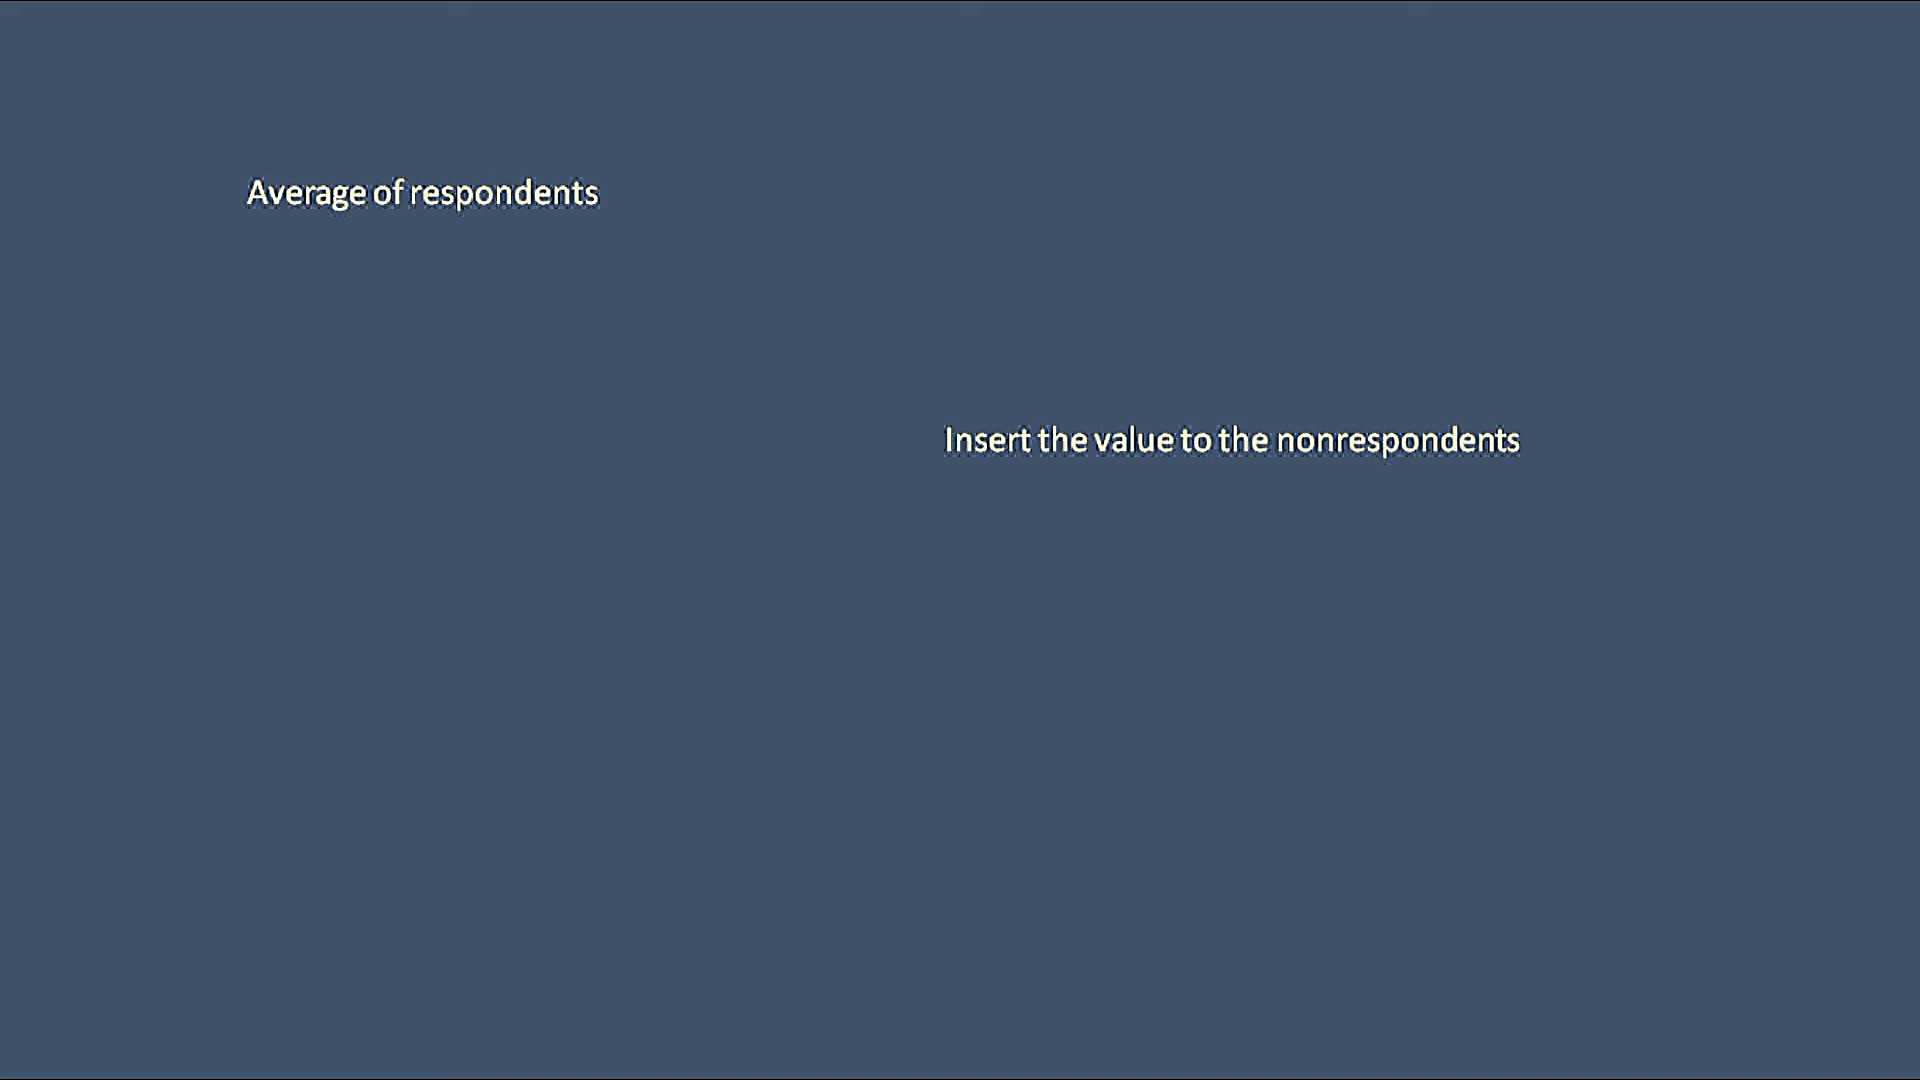 Average of respondents
Insert the value to the nonrespondents